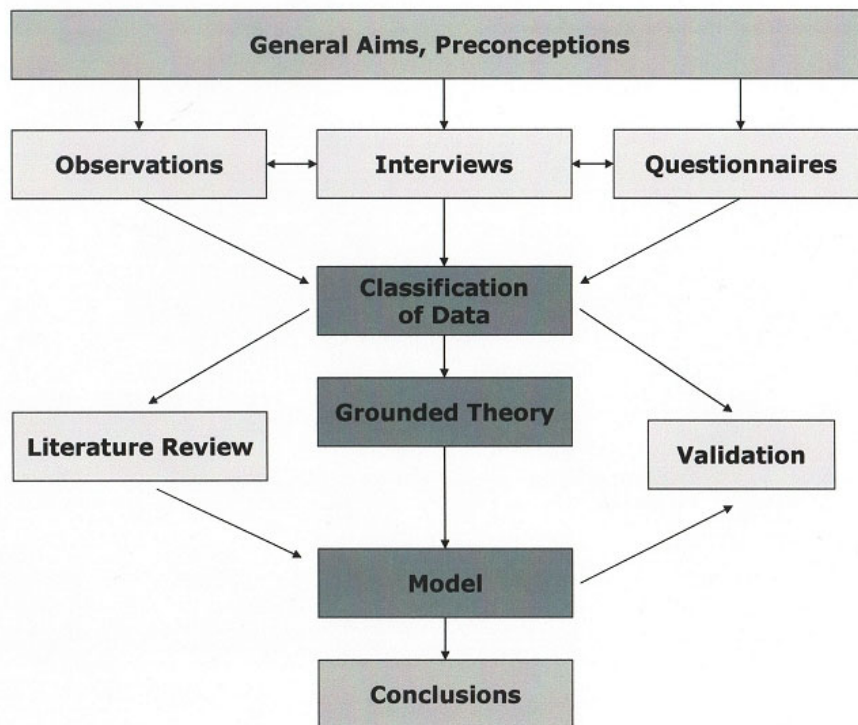 General Aims, Preconceptions
Observations
Interviews
Questionnaires
Classification
of Data
Grounded Theory
Literature Review
Validation
Model
Conclusions